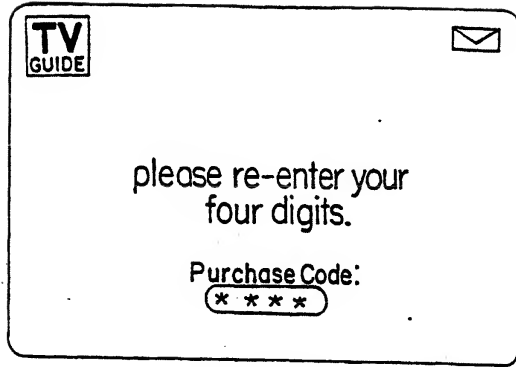 TV
GUIDE
please re-enter your
four digits.
Purchase Code:
* * * *